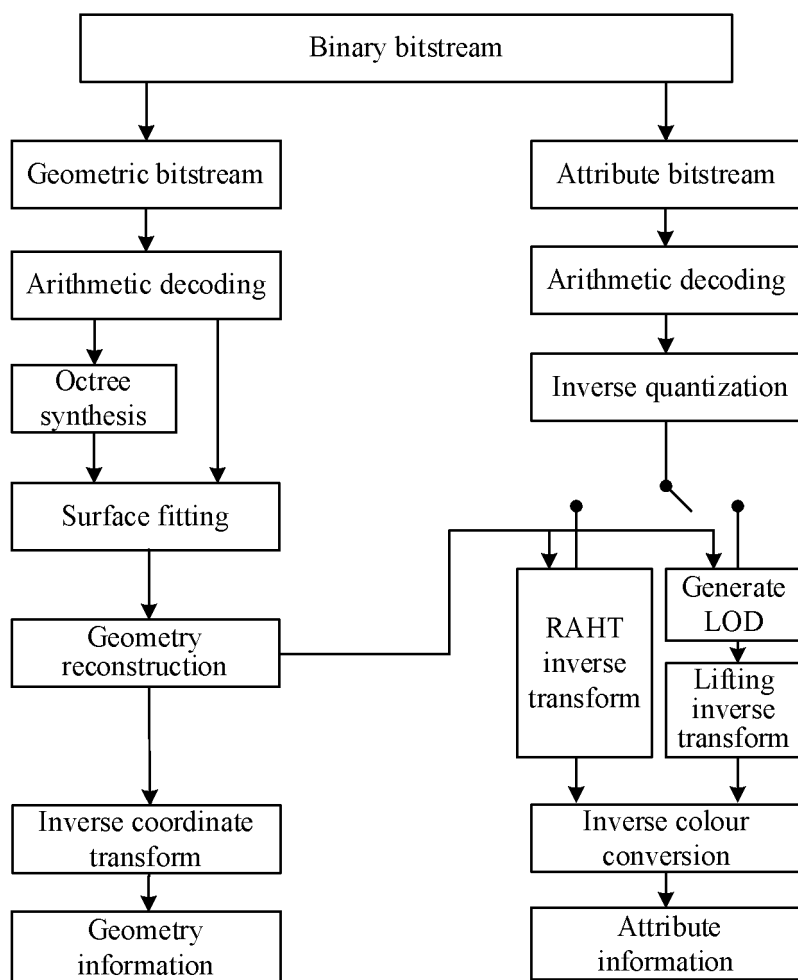 Binary bitstream
Geometric bitstream
Arithmetic decoding
Octree
synthesis
Surface fitting
Geometry
reconstruction
Inverse coordinate
transform
Geometry
information
Attribute bitstream
Arithmetic decoding
Inverse quantization
RAHT
inverse
transform
Generate
LOD
Lifting
inverse
transform
Inverse colour
conversion
Attribute
information